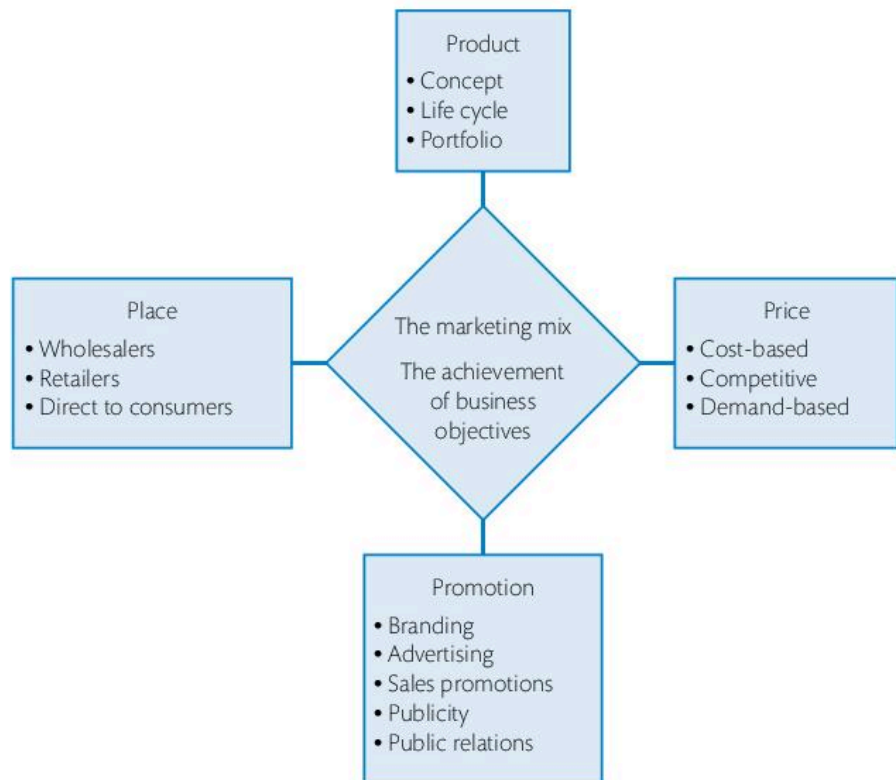 Product
• Concept
• Life cycle
• Portfolio
Place
• Wholesalers
• Retailers
• Direct to consumers
The marketing mix
The achievement
of business
objectives
Price
• Cost-based
• Competitive
• Demand-based
Promotion
• Branding
• Advertising
• Sales promotions
• Publicity
• Public relations